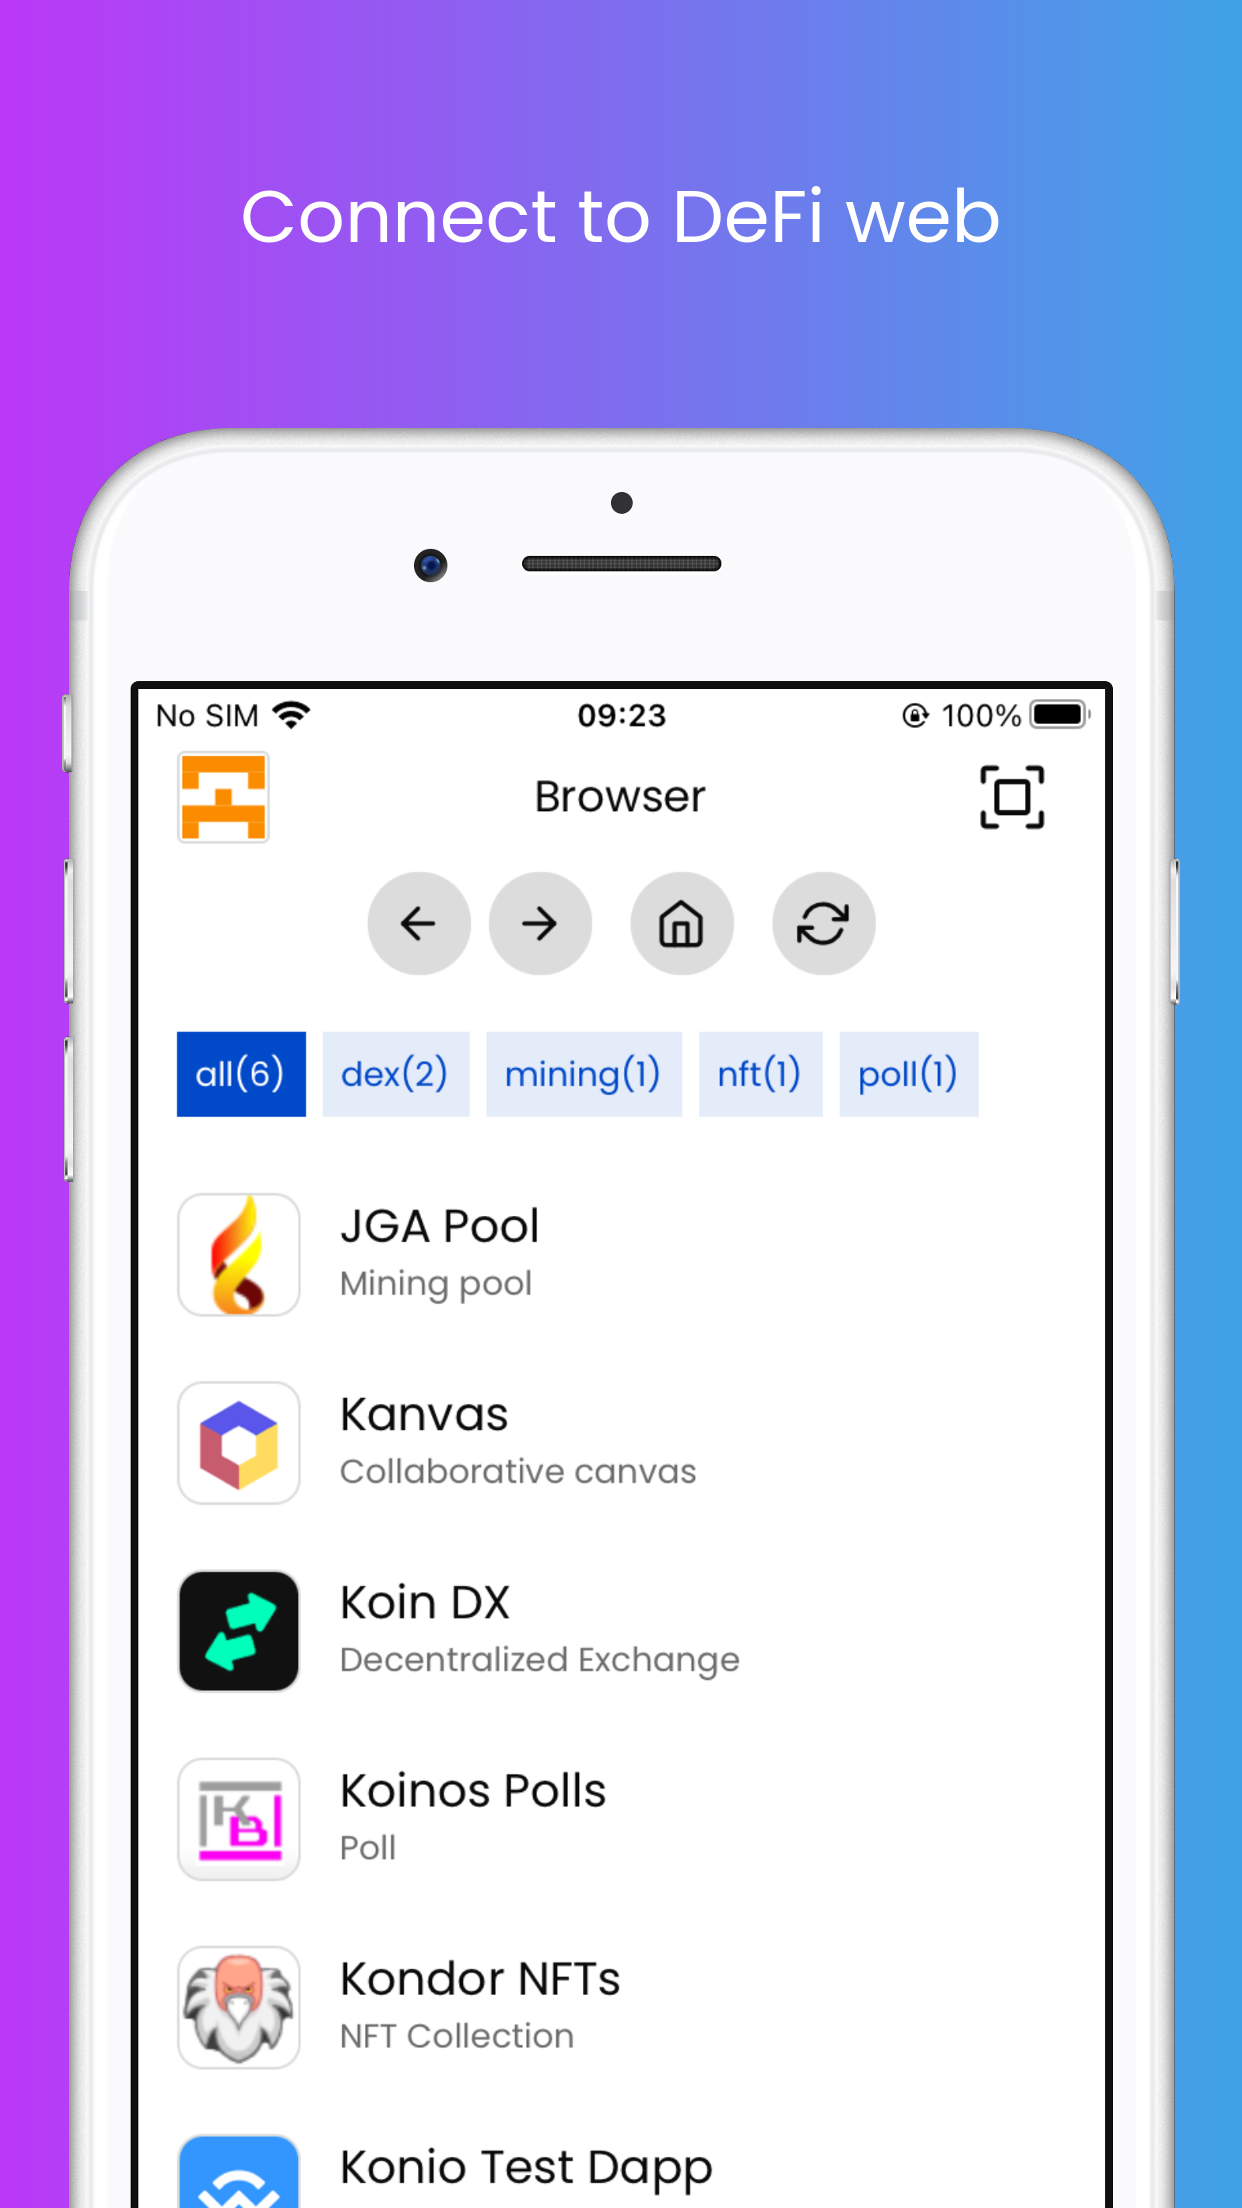 Connect to DeFi web
No SIM 09:23 100%
Browser
all(6) dex(2) mining(1) nft(1) poll(1)
JGA Pool
Mining pool
Kanvas
Collaborative canvas
Koin DX
Decentralized Exchange
Koinos Polls
Poll
KB
Kondor NFTs
NFT Collection
Konio Test Dapp